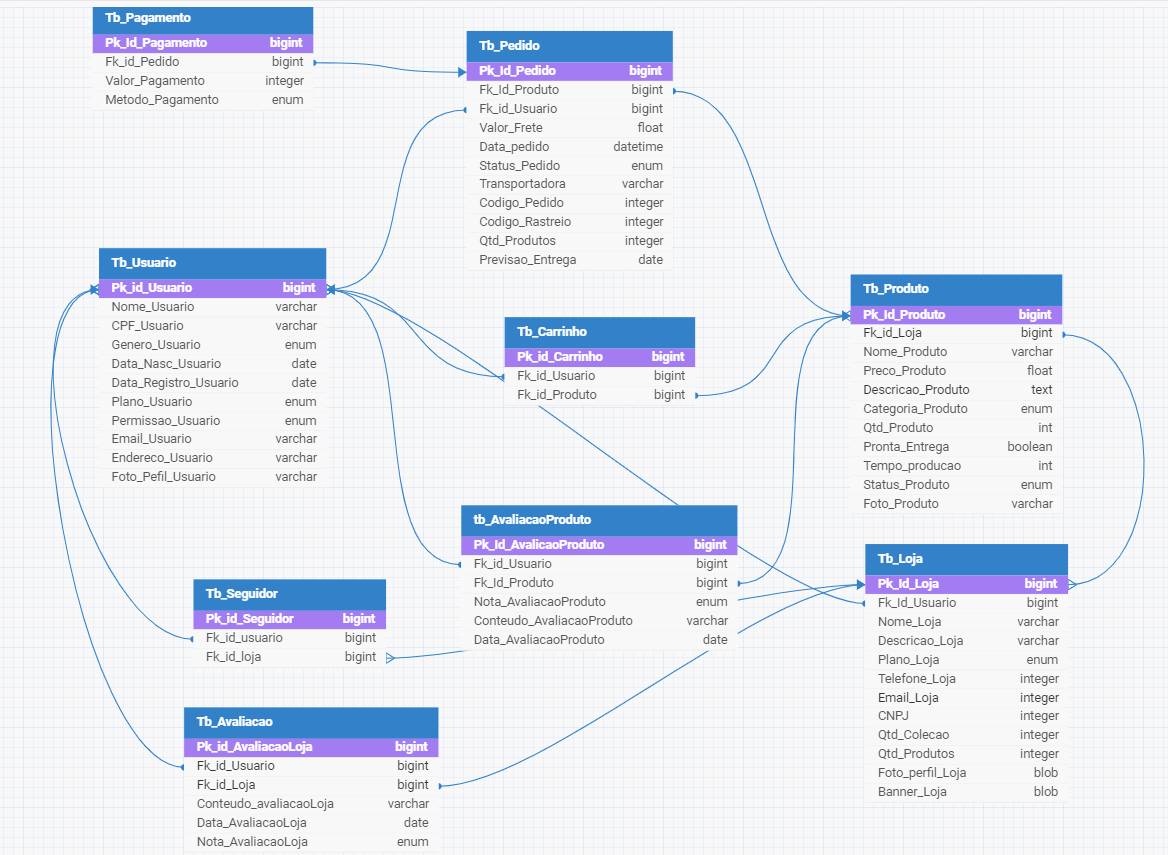 Tb_Pagamento
Pk_Id_Pagamento bigint
Fk_id_Pedido bigint
Valor_Pagamento integer
Metodo_Pagamento enum
Tb_Pedido
Pk_Id_Pedido bigint
Fk_Id_Produto bigint
Fk_id_Usuario bigint
Valor_Frete float
Data_pedido datetime
Status_Pedido enum
Transportadora varchar
Codigo_Pedido integer
Codigo_Rastreio integer
Qtd_Produtos integer
Previsao_Entrega date
Tb_Usuario
Pk_id_Usuario bigint
Nome_Usuario varchar
CPF_Usuario varchar
Genero_Usuario enum
Data_Nasc_Usuario date
Data_Registro_Usuario date
Plano_Usuario enum
Permissao_Usuario enum
Email_Usuario varchar
Endereco_Usuario varchar
Foto_Pefil_Usuario varchar
Tb_Carrinho
Pk_id_Carrinho bigint
Fk_id_Usuario bigint
Fk_id_Produto bigint
Tb_Produto
Pk_Id_Produto bigint
Fk_id_Loja bigint
Nome_Produto varchar
Preco_Produto float
Descricao_Produto text
Categoria_Produto enum
Qtd_Produto int
Pronta_Entrega boolean
Tempo_producao int
Status_Produto enum
Foto_Produto varchar
tb_AvaliacaoProduto
Pk_Id_AvalicaoProduto bigint
Fk_id_Usuario bigint
Fk_Id_Produto bigint
Nota_AvaliacaoProduto enum
Conteudo_AvaliacaoProduto varchar
Data_AvaliacaoProduto date
Tb_Loja
Pk_Id_Loja bigint
Fk_Id_Usuario bigint
Nome_Loja varchar
Descricao_Loja varchar
Plano_Loja enum
Telefone_Loja integer
Email_Loja integer
CNPJ integer
Qtd_Colecao integer
Qtd_Produtos integer
Foto_perfil_Loja blob
Banner_Loja blob
Tb_Seguidor
Pk_id_Seguidor bigint
Fk_id_usuario bigint
Fk_id_loja bigint
Tb_Avaliacao
Pk_id_AvaliacaoLoja bigint
Fk_id_Usuario bigint
Fk_id_Loja bigint
Conteudo_avaliacaoLoja varchar
Data_AvaliacaoLoja date
Nota_AvaliacaoLoja enum